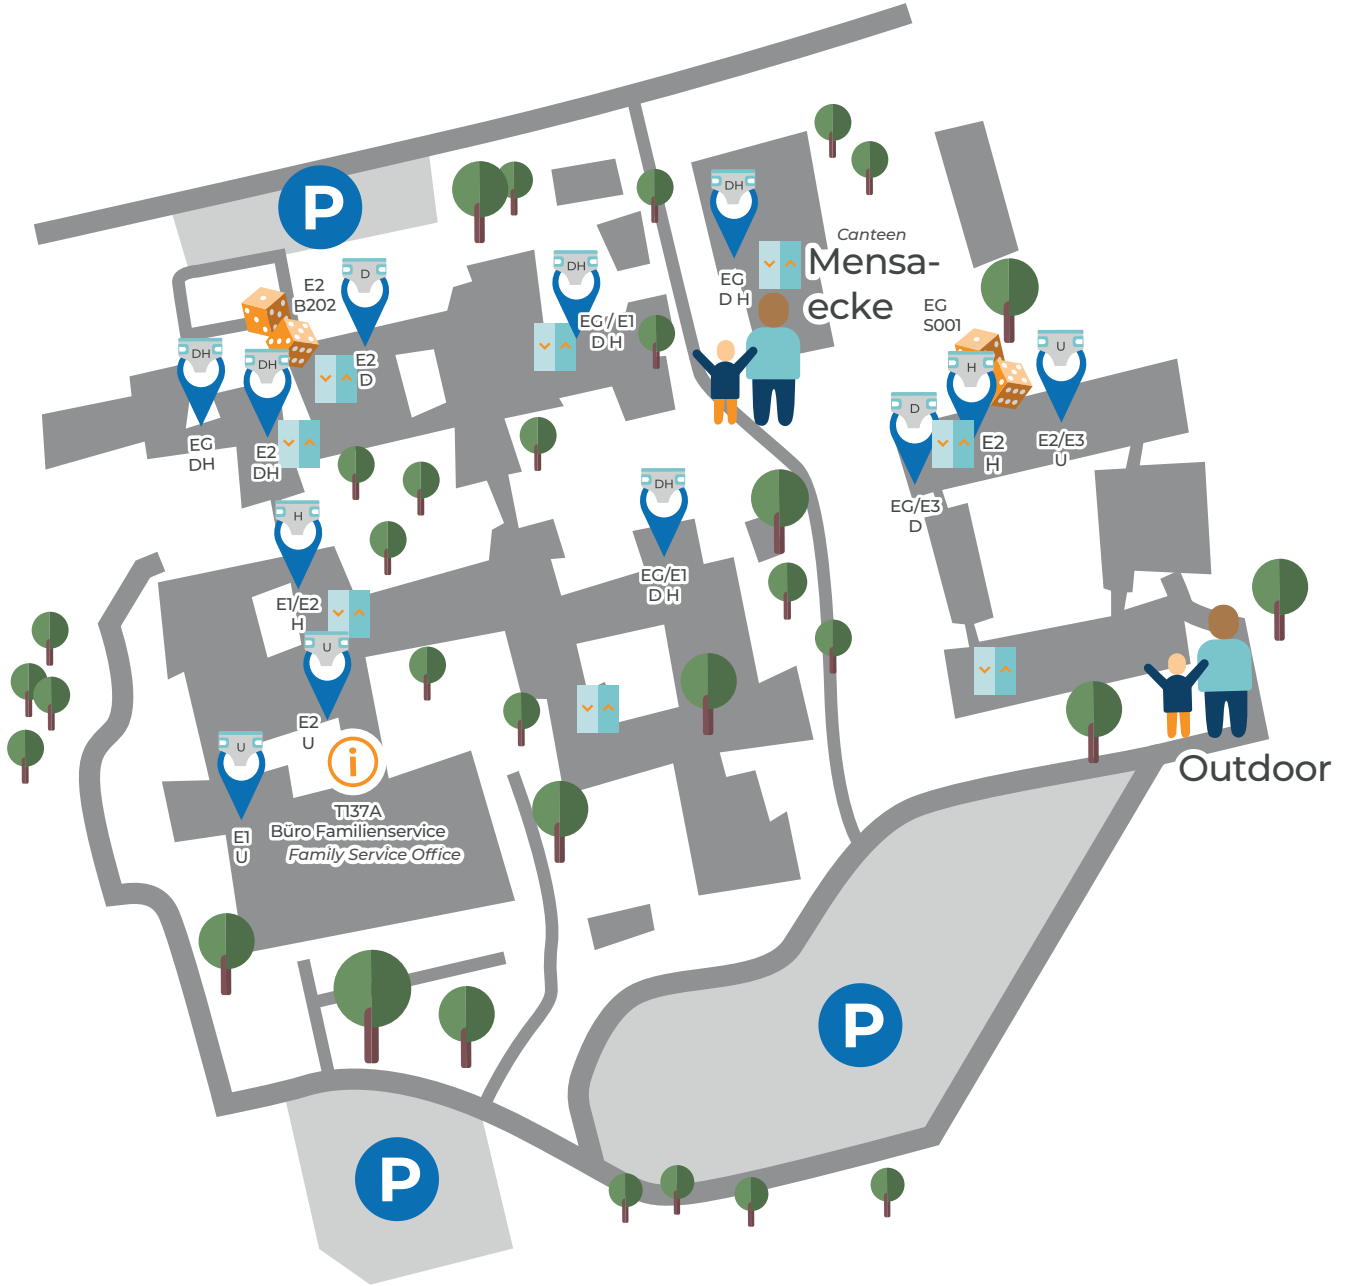 P
DH
Canteen
Mensa-
ecke
EG
D H
E2
B202
D
E2
D
DH
EG / E1
D H
EG
S001
U
E2/E3
U
H
E2
H
D
EG/E3
D
DH
EG
DH
DH
E2
DH
DH
EG/E1
D H
H
E1/E2
H
U
E2
U
U
E1
U
i
T137A
Büro Familienservice
Family Service Office
Outdoor
P
P